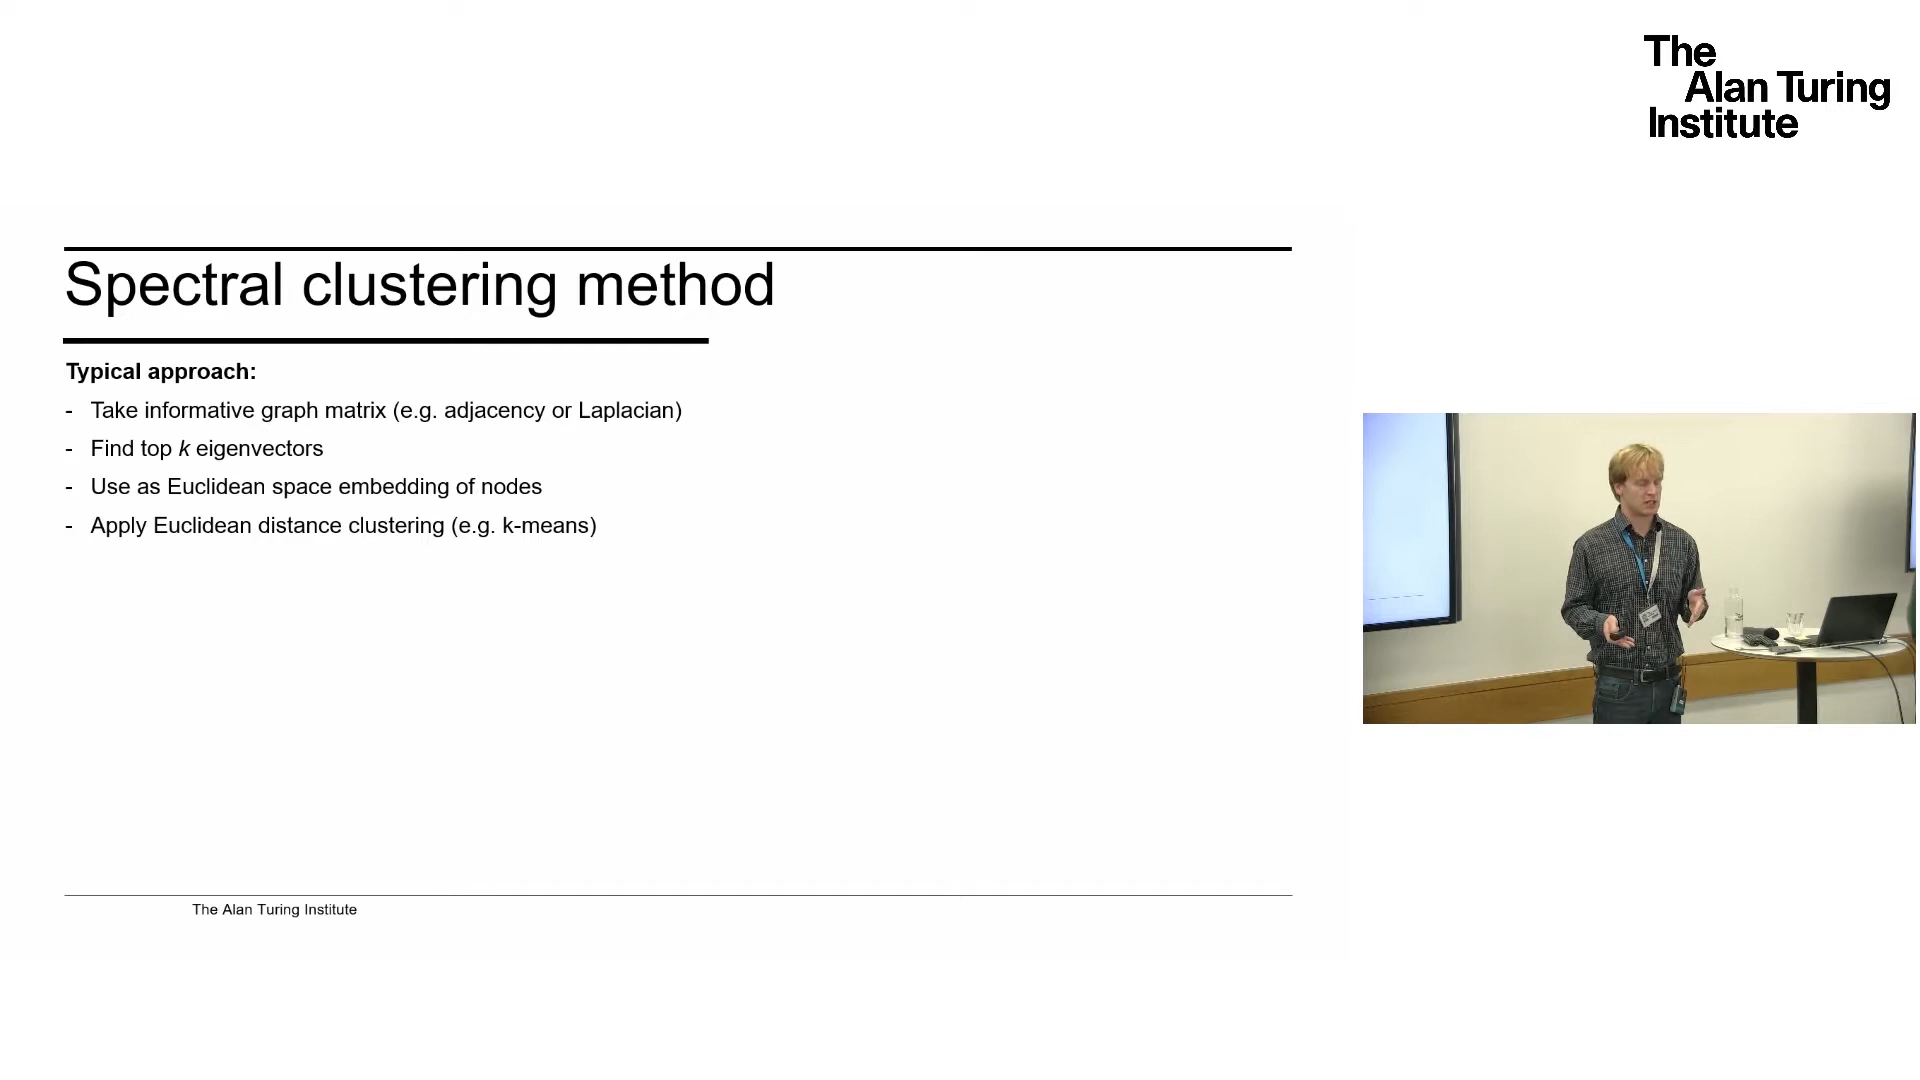 The
Alan Turing
Institute
Spectral clustering method
Typical approach:
- Take informative graph matrix (e.g. adjacency or Laplacian)
- Find top k eigenvectors
- Use as Euclidean space embedding of nodes
- Apply Euclidean distance clustering (e.g. k-means)
The Alan Turing Institute